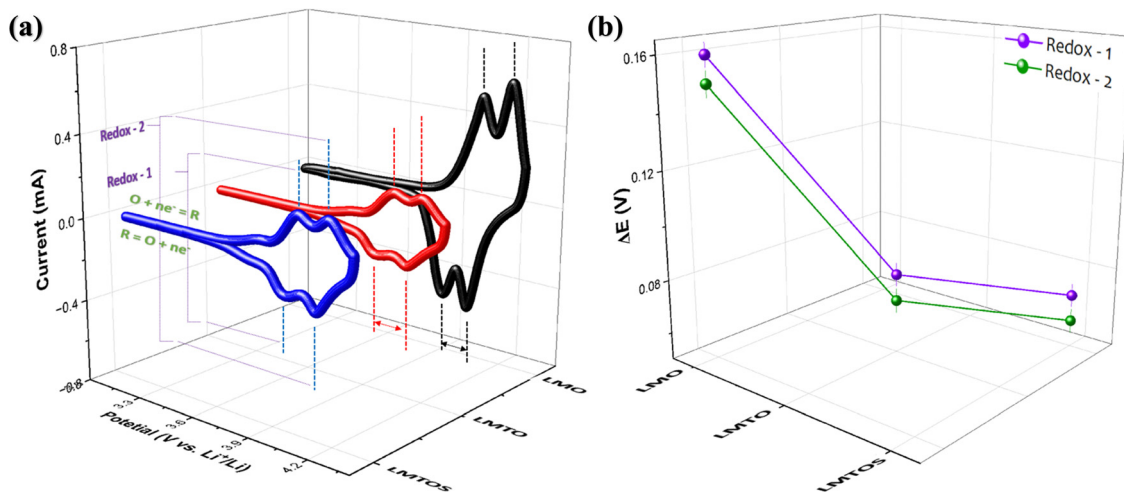 (a)
0.8
0.4
0.0
−0.4
−0.8
Current (mA)
Redox - 2
Redox - 1
O + ne⁻ = R
R = O + ne⁻
3.3
3.6
3.9
4.2
Potetial (V vs. Li⁺/Li)
LMTOS
LMTO
LMO
(b)
0.16
0.12
0.08
ΔE (V)
Redox - 1
Redox - 2
LMO
LMTO
LMTOS